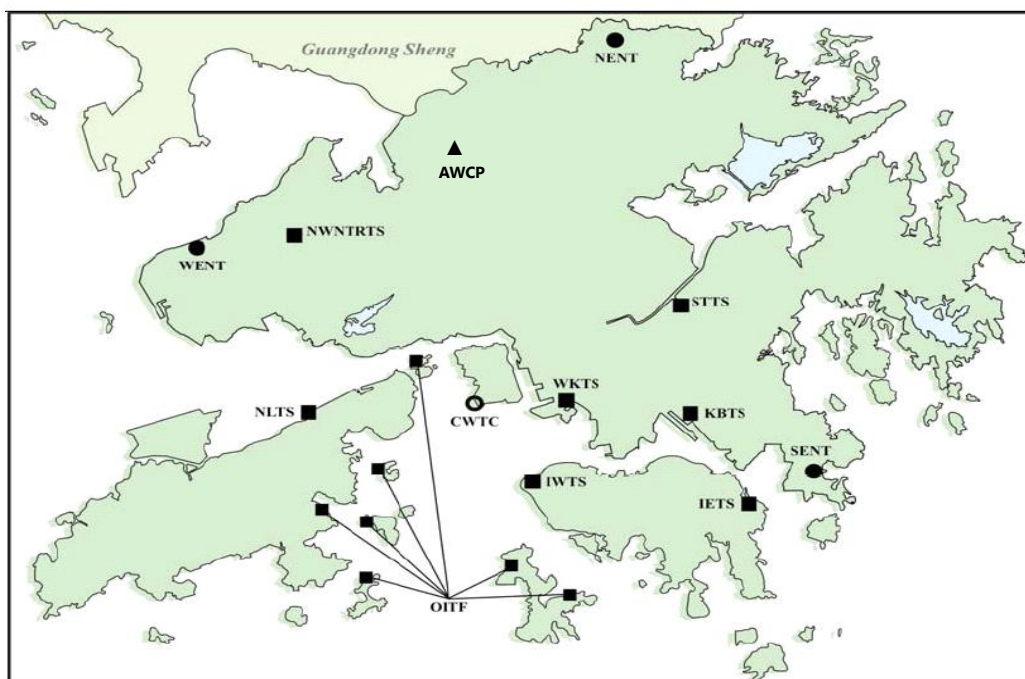 Guangdong Sheng
NENT
AWCP
NWNTRTS
WENT
STTS
WKTS
NLTS
CWTC
KBTS
SENT
IWTS
IETS
OITF